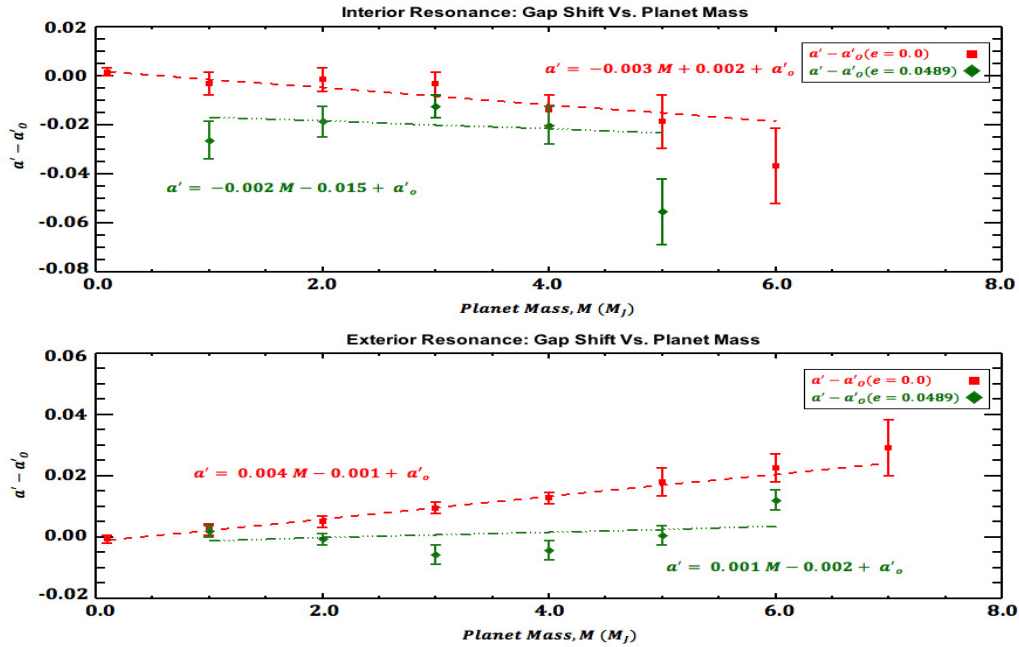 Interior Resonance: Gap Shift Vs. Planet Mass
0.02
0.00
-0.02
-0.04
-0.06
-0.08
a′ − a′₀
a′ − a′ₒ(e = 0.0)
a′ − a′ₒ(e = 0.0489)
a′ = −0.003 M + 0.002 + a′ₒ
a′ = −0.002 M − 0.015 + a′ₒ
0.0 2.0 4.0 6.0 8.0
Planet Mass, M (M_J)
Exterior Resonance: Gap Shift Vs. Planet Mass
0.06
0.04
0.02
0.00
-0.02
a′ − a′₀
a′ − a′ₒ(e = 0.0)
a′ − a′ₒ(e = 0.0489)
a′ = 0.004 M − 0.001 + a′ₒ
a′ = 0.001 M − 0.002 + a′ₒ
0.0 2.0 4.0 6.0 8.0
Planet Mass, M (M_J)